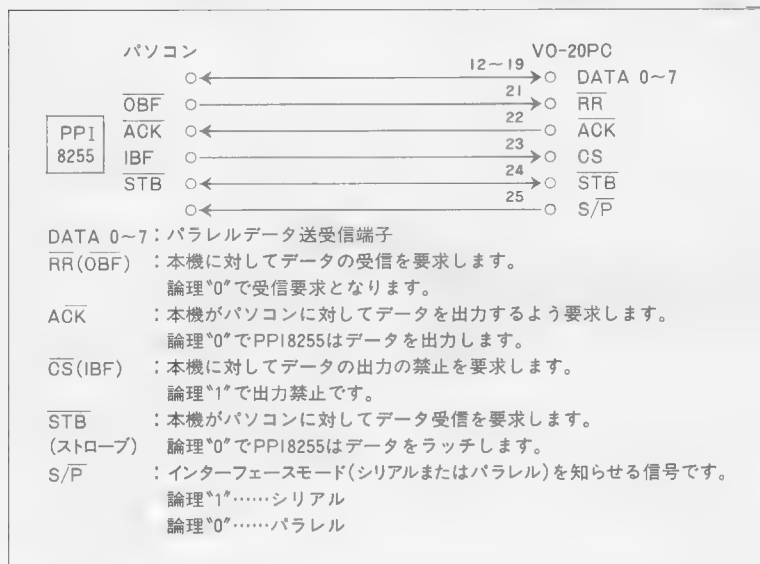 パソコン VO-20PC
12～19 DATA 0～7
OBF 21 RR
ACK 22 ACK
PPI 8255 IBF 23 CS
STB 24 STB
25 S/P
DATA 0～7：パラレルデータ送受信端子
RR(OBF)：本機に対してデータの受信を要求します。
論理"0"で受信要求となります。
ACK：本機がパソコンに対してデータを出力するよう要求します。
論理"0"でPPI8255はデータを出力します。
CS(IBF)：本機に対してデータの出力の禁止を要求します。
論理"1"で出力禁止です。
STB：本機がパソコンに対してデータ受信を要求します。
(ストローブ) 論理"0"でPPI8255はデータをラッチします。
S/P：インターフェースモード(シリアルまたはパラレル)を知らせる信号です。
論理"1"……シリアル
論理"0"……パラレル